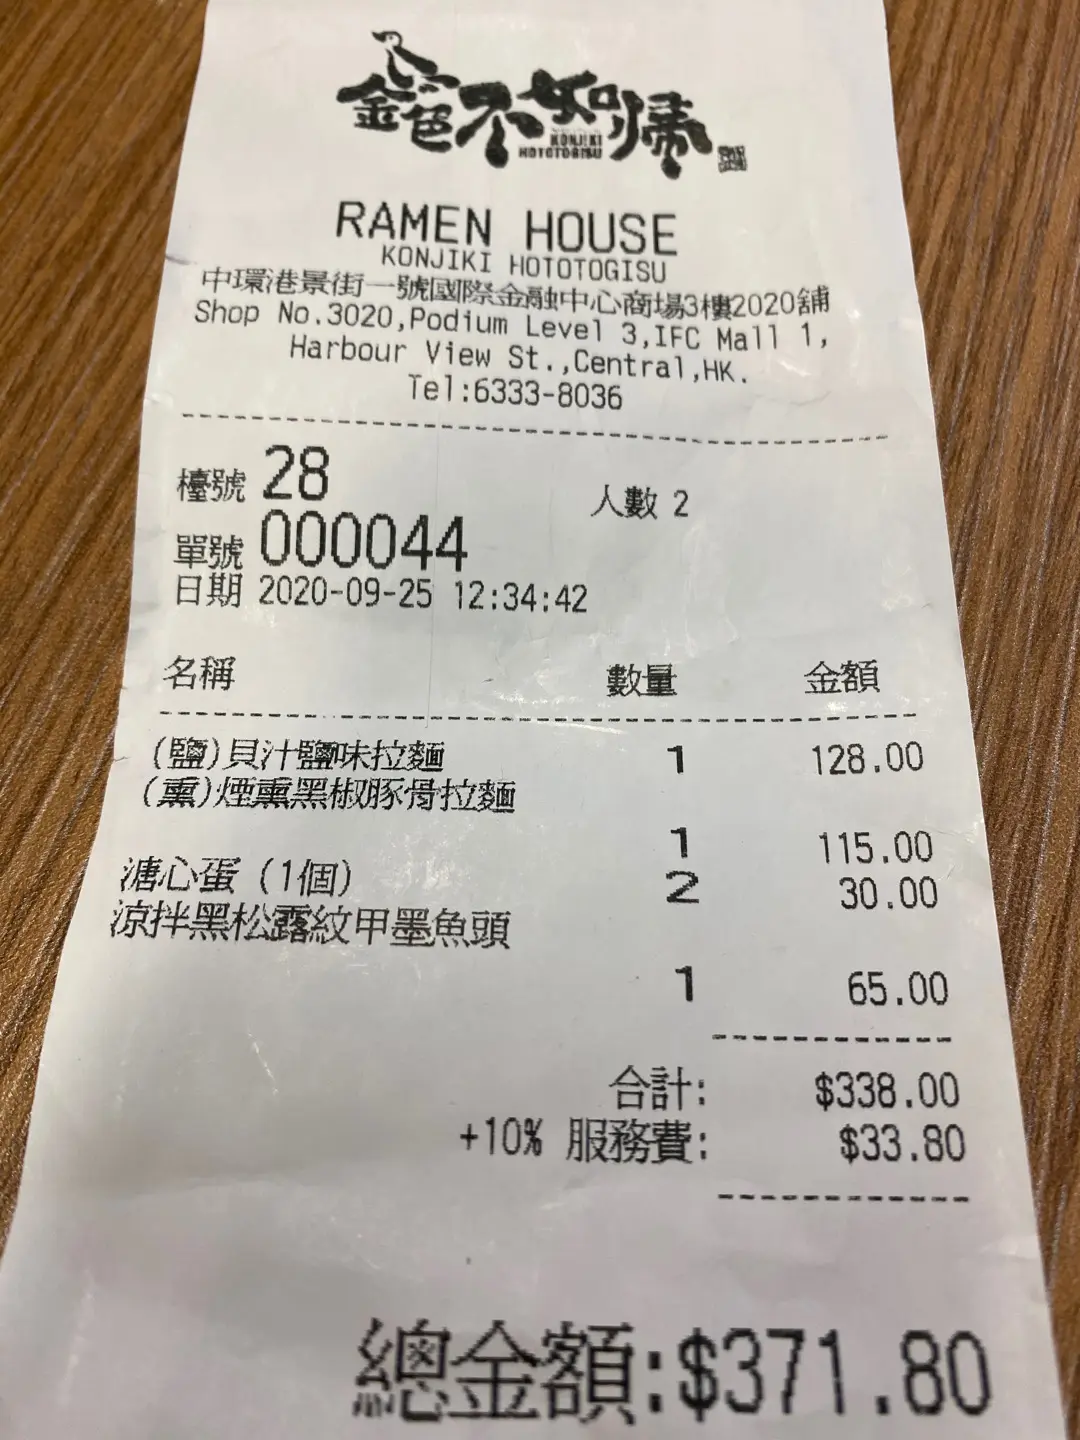 金色不如帰
KONJIKI
HOTOTOGISU
RAMEN HOUSE
KONJIKI HOTOTOGISU
中環港景街一號國際金融中心商場3樓2020舖
Shop No.3020,Podium Level 3,IFC Mall 1,
Harbour View St.,Central,HK.
Tel:6333-8036
檯號 28 人數 2
單號 000044
日期 2020-09-25 12:34:42
名稱 數量 金額
(鹽)貝汁鹽味拉麵 1 128.00
(熏)煙熏黑椒豚骨拉麵
1 115.00
溏心蛋 (1個) 2 30.00
涼拌黑松露紋甲墨魚頭
1 65.00
合計: $338.00
+10% 服務費: $33.80
總金額:$371.80